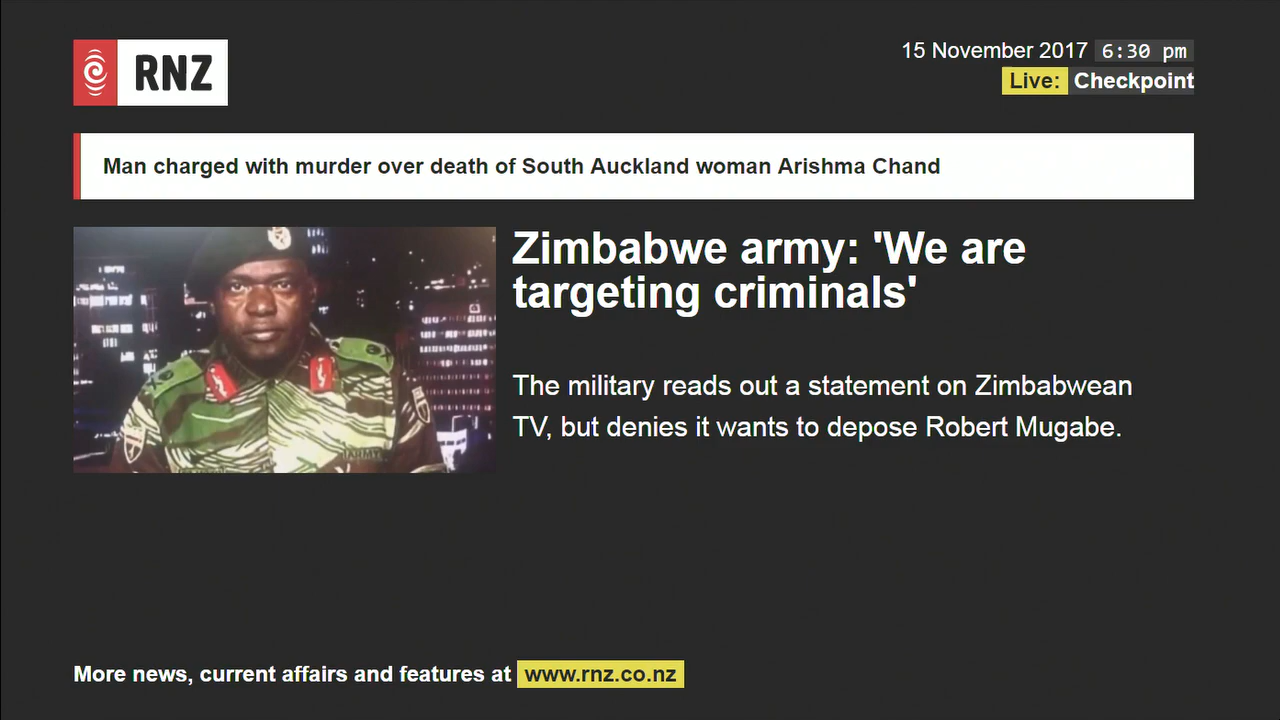 RNZ
15 November 2017 6:30 pm
Live: Checkpoint
Man charged with murder over death of South Auckland woman Arishma Chand
Zimbabwe army: 'We are
targeting criminals'
The military reads out a statement on Zimbabwean
TV, but denies it wants to depose Robert Mugabe.
More news, current affairs and features at www.rnz.co.nz